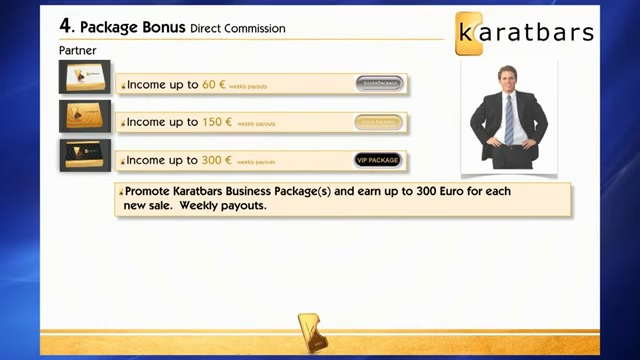 4. Package Bonus Direct Commission
karatbars
Partner
Income up to 60 € weekly payouts
SILVERPACKAGE
Income up to 150 € weekly payouts
Income up to 300 € weekly payouts
VIP PACKAGE
Promote Karatbars Business Package(s) and earn up to 300 Euro for each
new sale. Weekly payouts.